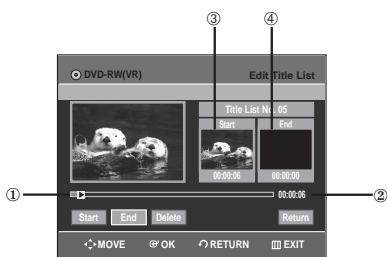 ③ ④
DVD-RW(VR) Edit Title List
Title List No. 05
Start End
00:00:06 00:00:00
① 00:00:06 ②
Start End Delete Return
MOVE OK RETURN EXIT